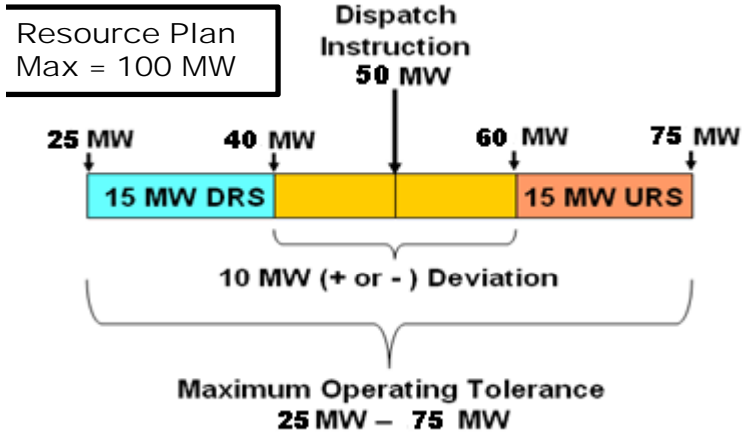 Resource Plan
Max = 100 MW
Dispatch
Instruction
50 MW
25 MW
40 MW
60 MW
75 MW
15 MW DRS
15 MW URS
10 MW (+ or - ) Deviation
Maximum Operating Tolerance
25 MW – 75 MW